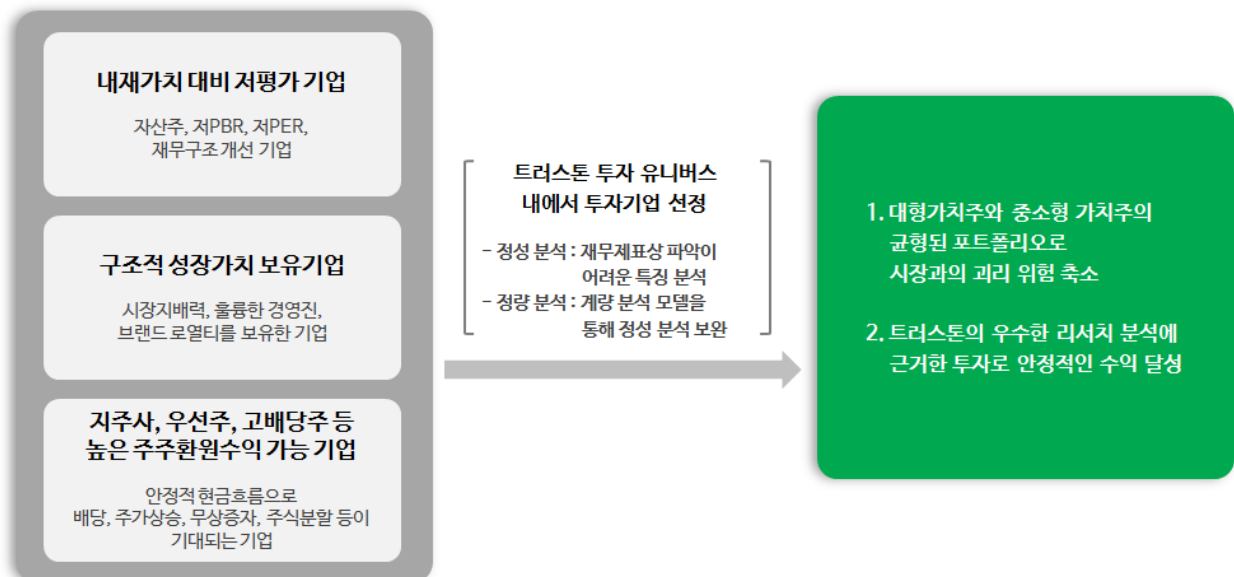 내재가치 대비 저평가 기업
자산주, 저PBR, 저PER,
재무구조 개선 기업
구조적 성장가치 보유기업
시장지배력, 훌륭한 경영진,
브랜드 로열티를 보유한 기업
지주사, 우선주, 고배당주 등
높은 주주환원수익 가능 기업
안정적 현금흐름으로
배당, 주가상승, 무상증자, 주식분할 등이
기대되는 기업
트러스톤 투자 유니버스
내에서 투자기업 선정
- 정성 분석 : 재무제표상 파악이
어려운 특징 분석
- 정량 분석 : 계량 분석 모델을
통해 정성 분석 보완
1. 대형가치주와 중소형 가치주의
균형된 포트폴리오로
시장과의 괴리 위험 축소
2. 트러스톤의 우수한 리서치 분석에
근거한 투자로 안정적인 수익 달성